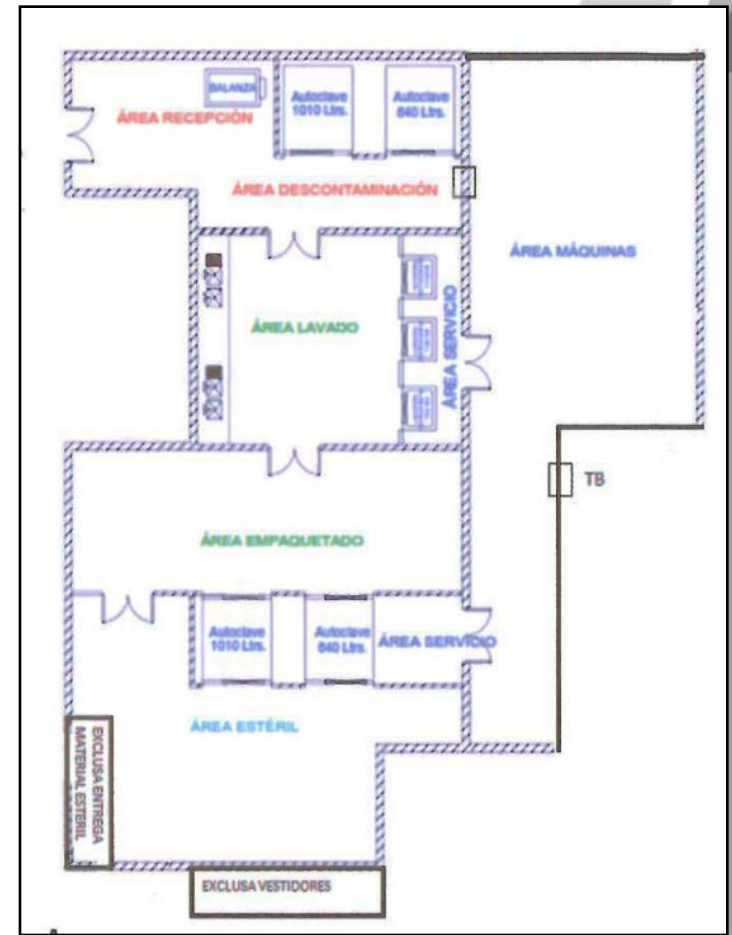 BALANZA
Autoclave
1010 Ltrs.
Autoclave
840 Ltrs.
ÁREA RECEPCIÓN
ÁREA DESCONTAMINACIÓN
ÁREA MÁQUINAS
ÁREA LAVADO
ÁREA SERVICIO
TB
ÁREA EMPAQUETADO
Autoclave
1010 Ltrs.
Autoclave
840 Ltrs.
ÁREA SERVICIO
ÁREA ESTÉRIL
EXCLUSA ENTREGA
MATERIAL ESTERIL
EXCLUSA VESTIDORES